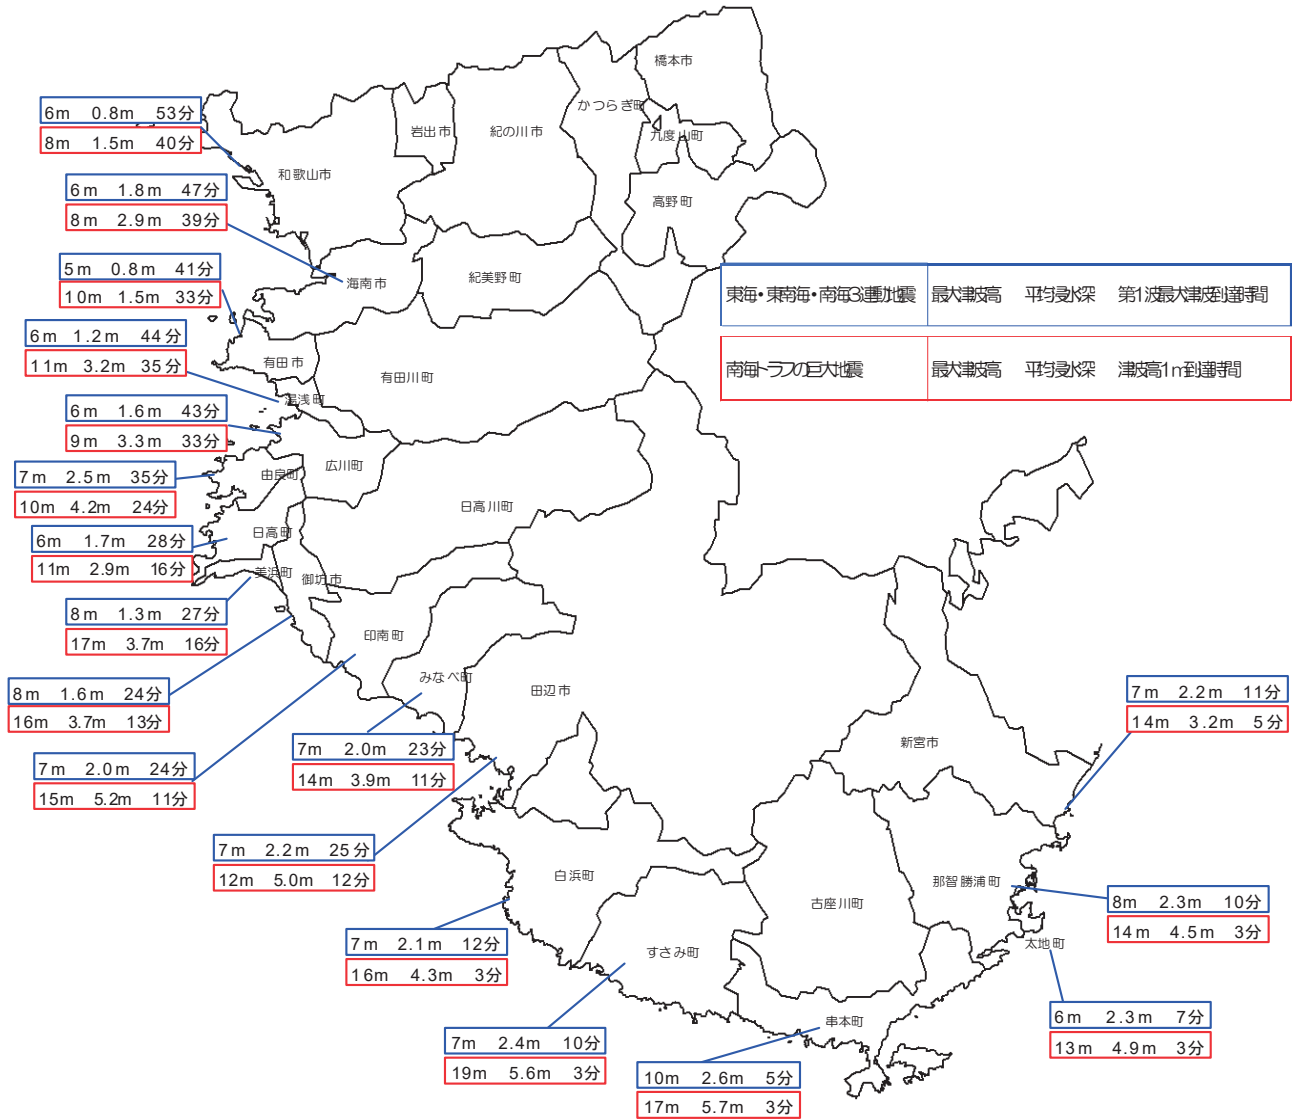 橋本市
かつらぎ町
岩出市
紀の川市
九度山町
和歌山市
高野町
6m 0.8m 53分
8m 1.5m 40分
6m 1.8m 47分
8m 2.9m 39分
海南市
紀美野町
5m 0.8m 41分
10m 1.5m 33分
東海・東南海・南海3連動地震 最大津波高 平均浸水深 第1波最大津波到達時間
南海トラフの巨大地震 最大津波高 平均浸水深 津波高1m到達時間
6m 1.2m 44分
11m 3.2m 35分
有田市
有田川町
湯浅町
6m 1.6m 43分
9m 3.3m 33分
広川町
7m 2.5m 35分
10m 4.2m 24分
由良町
日高川町
6m 1.7m 28分
11m 2.9m 16分
日高町
美浜町
御坊市
8m 1.3m 27分
17m 3.7m 16分
印南町
みなべ町
田辺市
8m 1.6m 24分
16m 3.7m 13分
7m 2.0m 24分
15m 5.2m 11分
7m 2.0m 23分
14m 3.9m 11分
7m 2.2m 11分
14m 3.2m 5分
新宮市
7m 2.2m 25分
12m 5.0m 12分
白浜町
古座川町
那智勝浦町
8m 2.3m 10分
14m 4.5m 3分
太地町
7m 2.1m 12分
16m 4.3m 3分
すさみ町
串本町
6m 2.3m 7分
13m 4.9m 3分
7m 2.4m 10分
19m 5.6m 3分
10m 2.6m 5分
17m 5.7m 3分